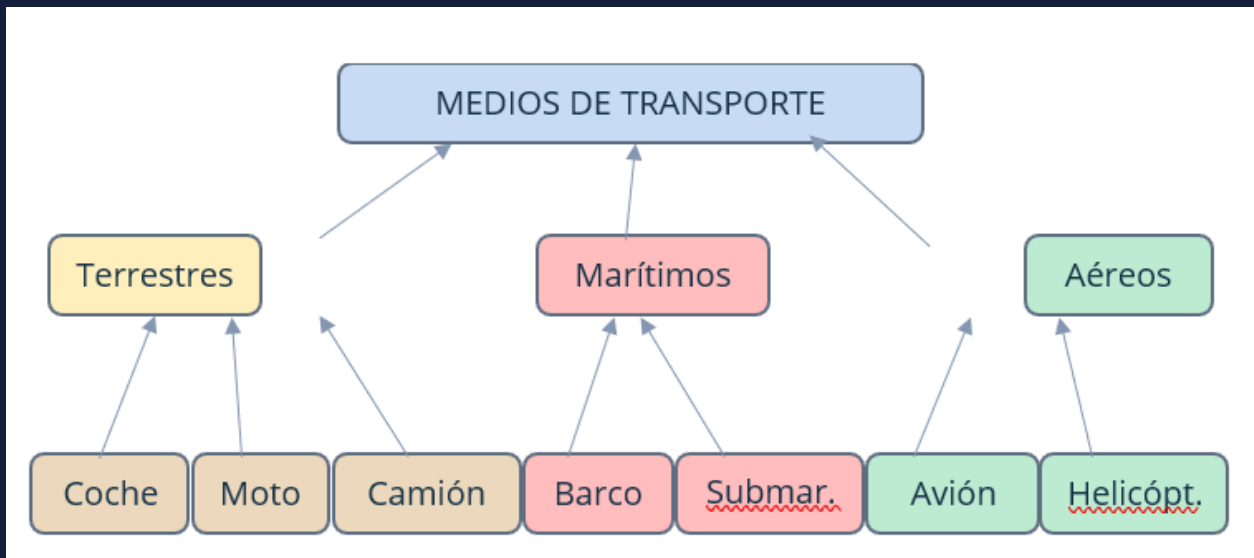 MEDIOS DE TRANSPORTE
Terrestres
Marítimos
Aéreos
Coche
Moto
Camión
Barco
Submar.
Avión
Helicópt.